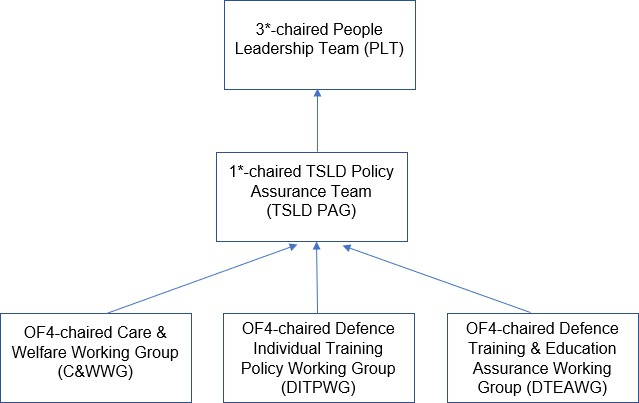 3*-chaired People
Leadership Team (PLT)
1*-chaired TSLD Policy
Assurance Team
(TSLD PAG)
OF4-chaired Care &
Welfare Working Group
(C&WWG)
OF4-chaired Defence
Individual Training
Policy Working Group
(DITPWG)
OF4-chaired Defence
Training & Education
Assurance Working
Group (DTEAWG)